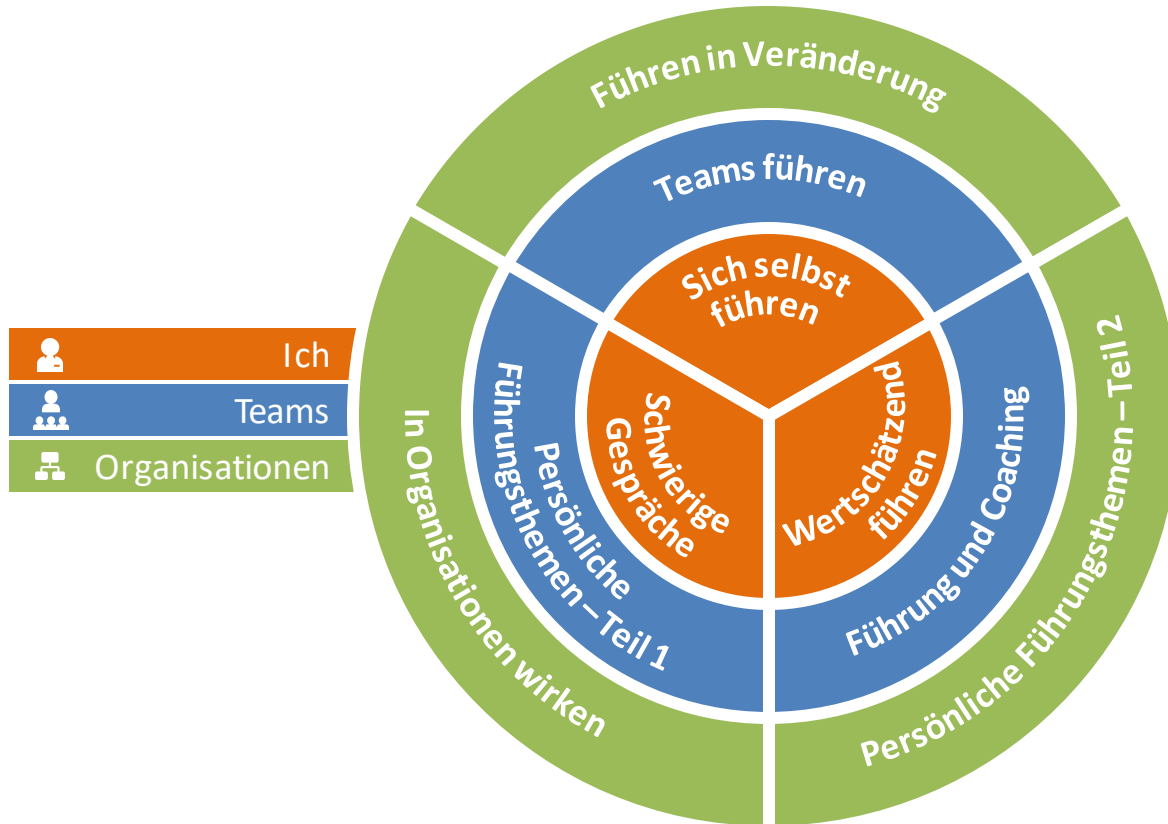 Führen in Veränderung
Teams führen
Sich selbst
führen
Ich
Teams
Organisationen
In Organisationen wirken
Persönliche
Führungsthemen – Teil 1
Schwierige
Gespräche
Wertschätzend
führen
Führung und Coaching
Persönliche Führungsthemen – Teil 2